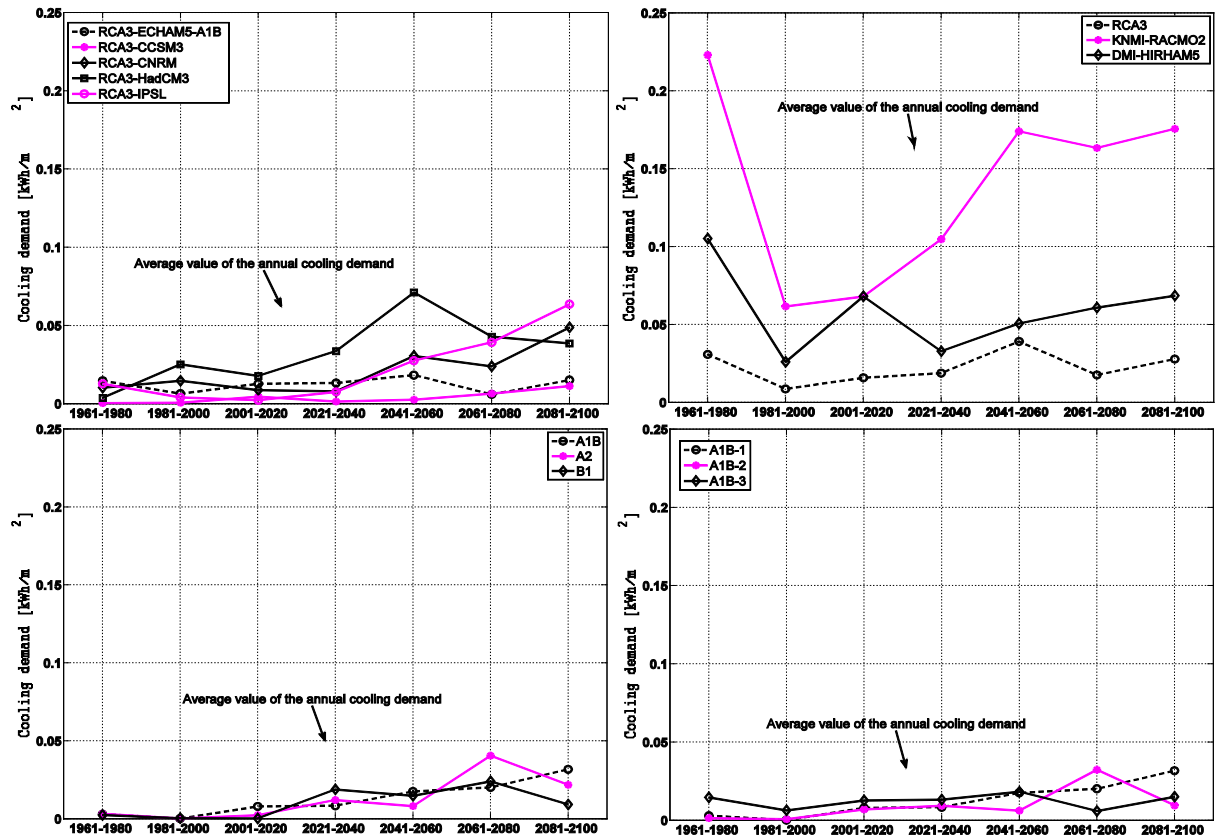 0.25
RCA3-ECHAM5-A1B
RCA3-CCSM3
RCA3-CNRM
RCA3-HadCM3
RCA3-IPSL
0.2
0.15
0.1
0.05
0
Cooling demand [kWh/m2]
Average value of the annual cooling demand
1961-1980 1981-2000 2001-2020 2021-2040 2041-2060 2061-2080 2081-2100
0.25
RCA3
KNMI-RACMO2
DMI-HIRHAM5
0.2
0.15
0.1
0.05
0
Cooling demand [kWh/m2]
Average value of the annual cooling demand
1961-1980 1981-2000 2001-2020 2021-2040 2041-2060 2061-2080 2081-2100
0.25
A1B
A2
B1
0.2
0.15
0.1
0.05
0
Cooling demand [kWh/m2]
Average value of the annual cooling demand
1961-1980 1981-2000 2001-2020 2021-2040 2041-2060 2061-2080 2081-2100
0.25
A1B-1
A1B-2
A1B-3
0.2
0.15
0.1
0.05
0
Cooling demand [kWh/m2]
Average value of the annual cooling demand
1961-1980 1981-2000 2001-2020 2021-2040 2041-2060 2061-2080 2081-2100